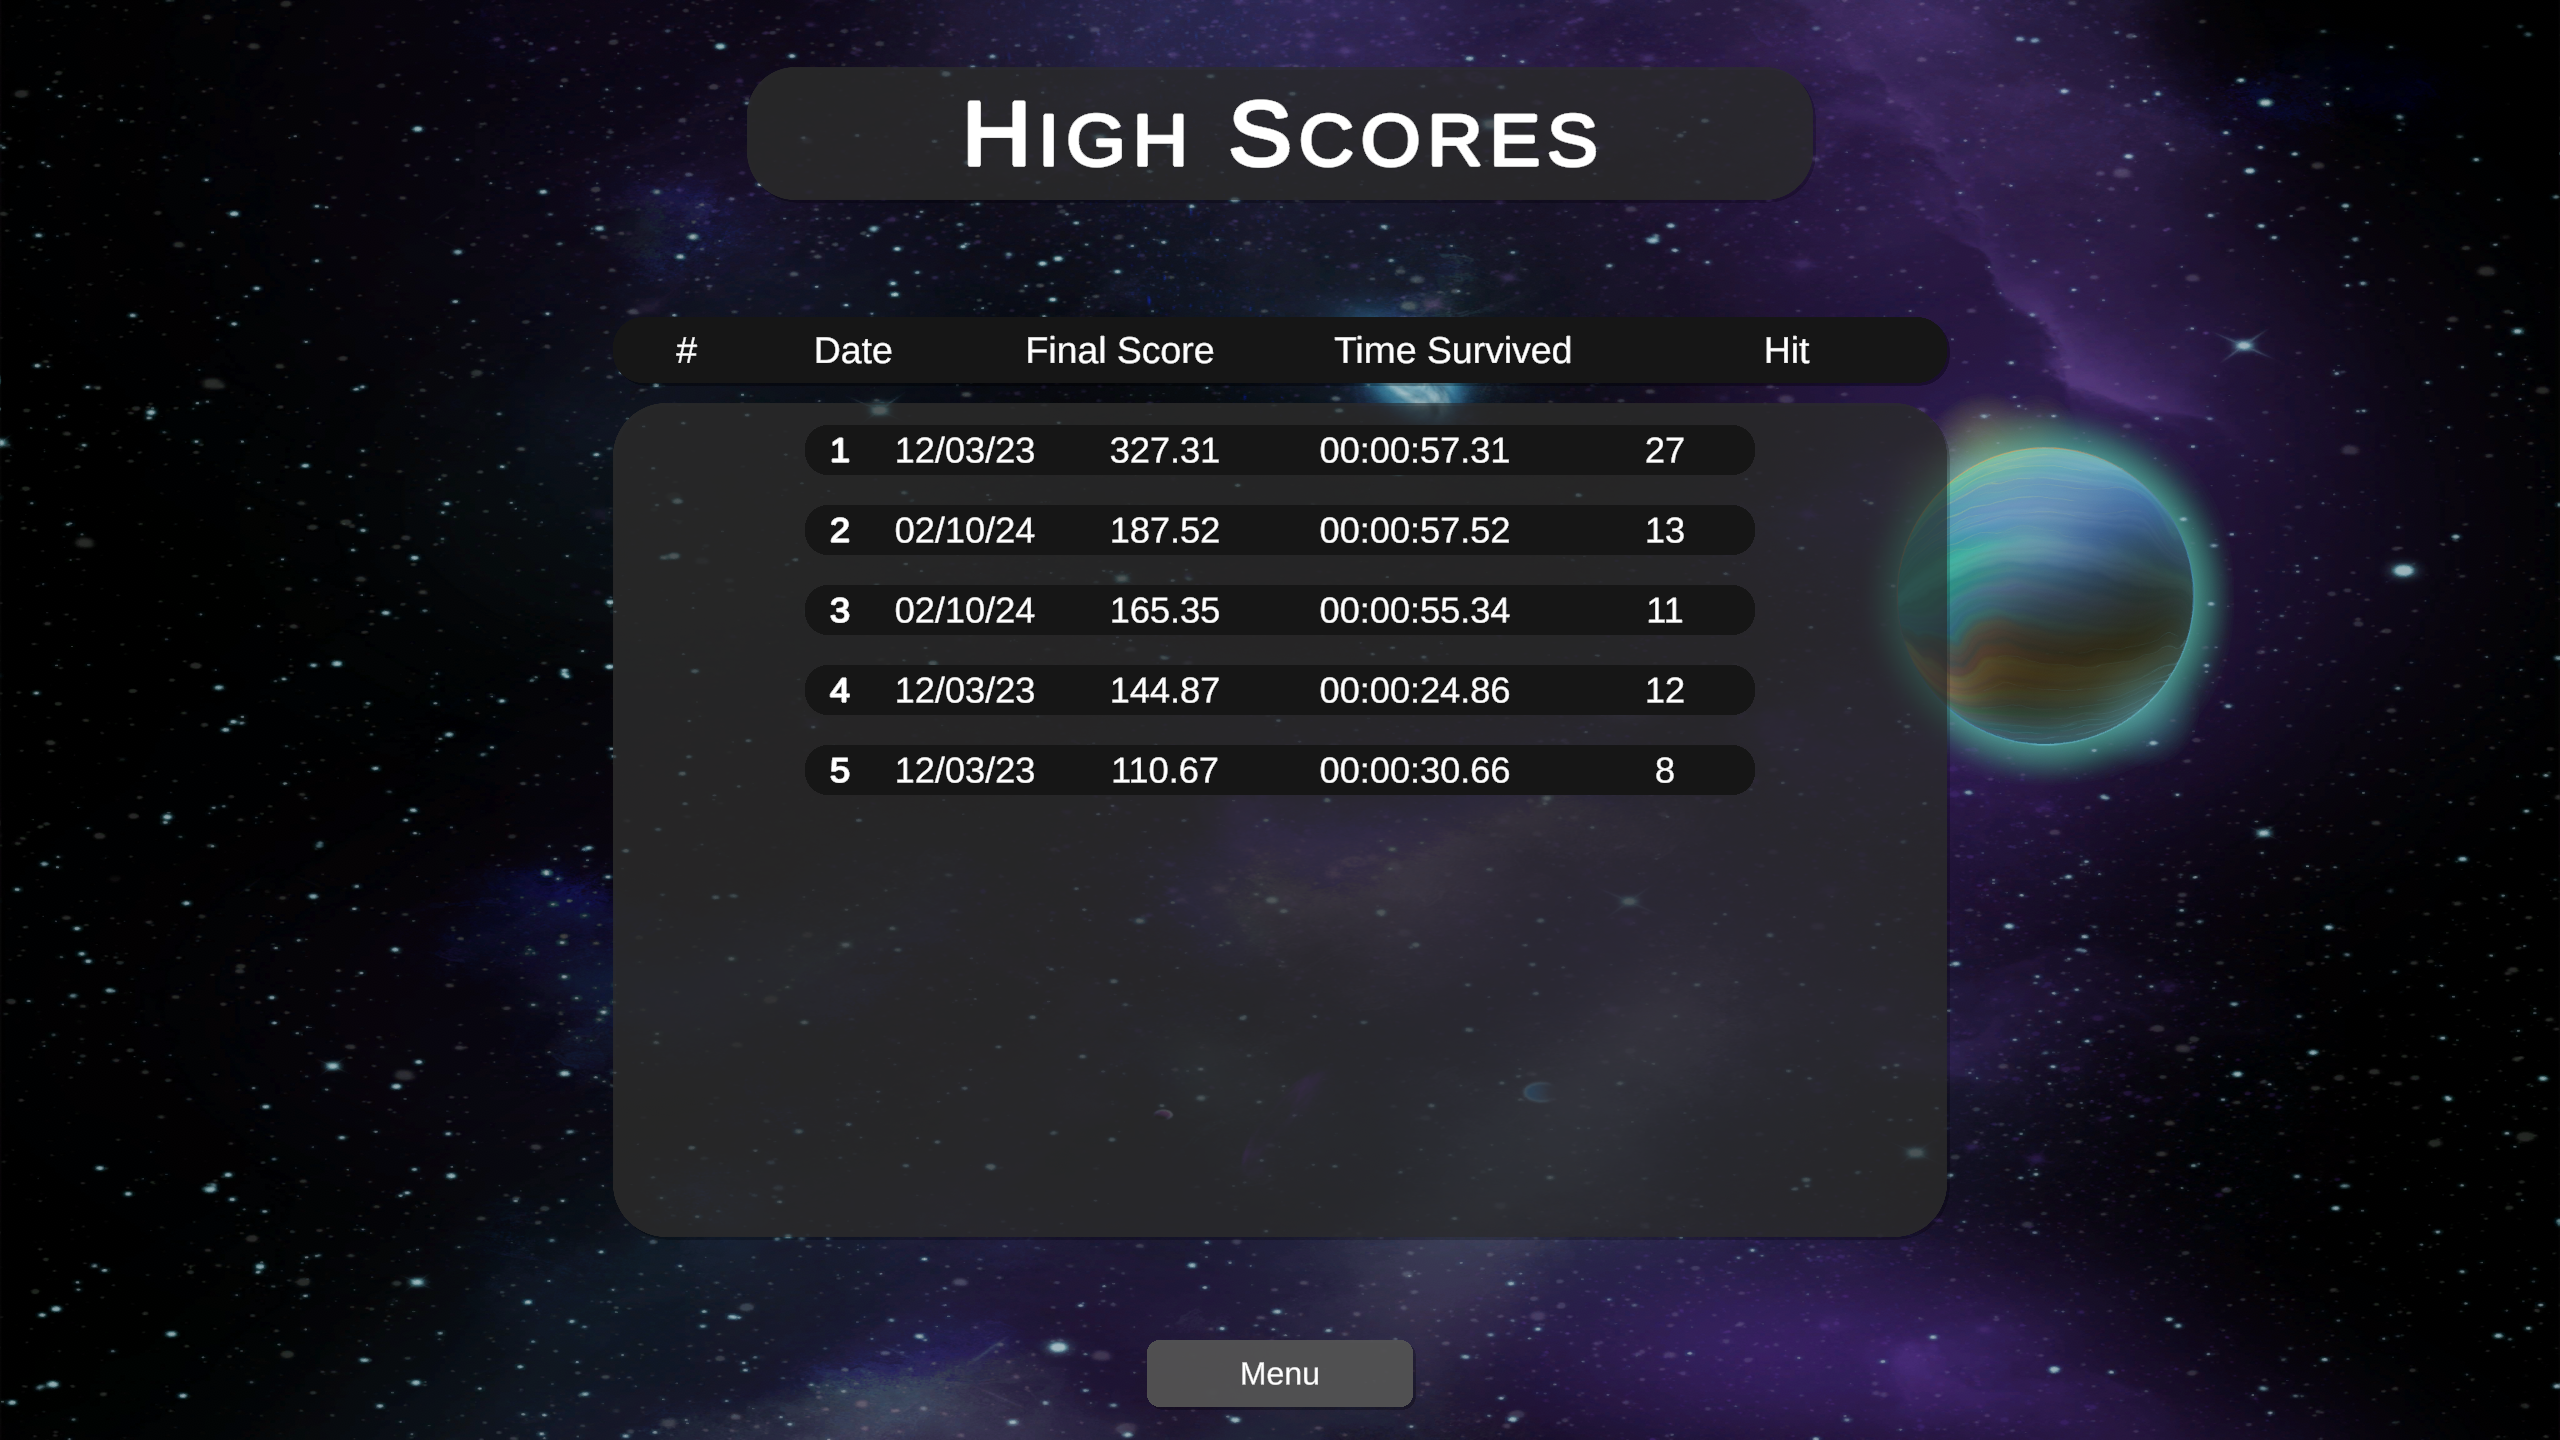 HIGH SCORES
# Date Final Score Time Survived Hit
1 12/03/23 327.31 00:00:57.31 27
2 02/10/24 187.52 00:00:57.52 13
3 02/10/24 165.35 00:00:55.34 11
4 12/03/23 144.87 00:00:24.86 12
5 12/03/23 110.67 00:00:30.66 8
Menu